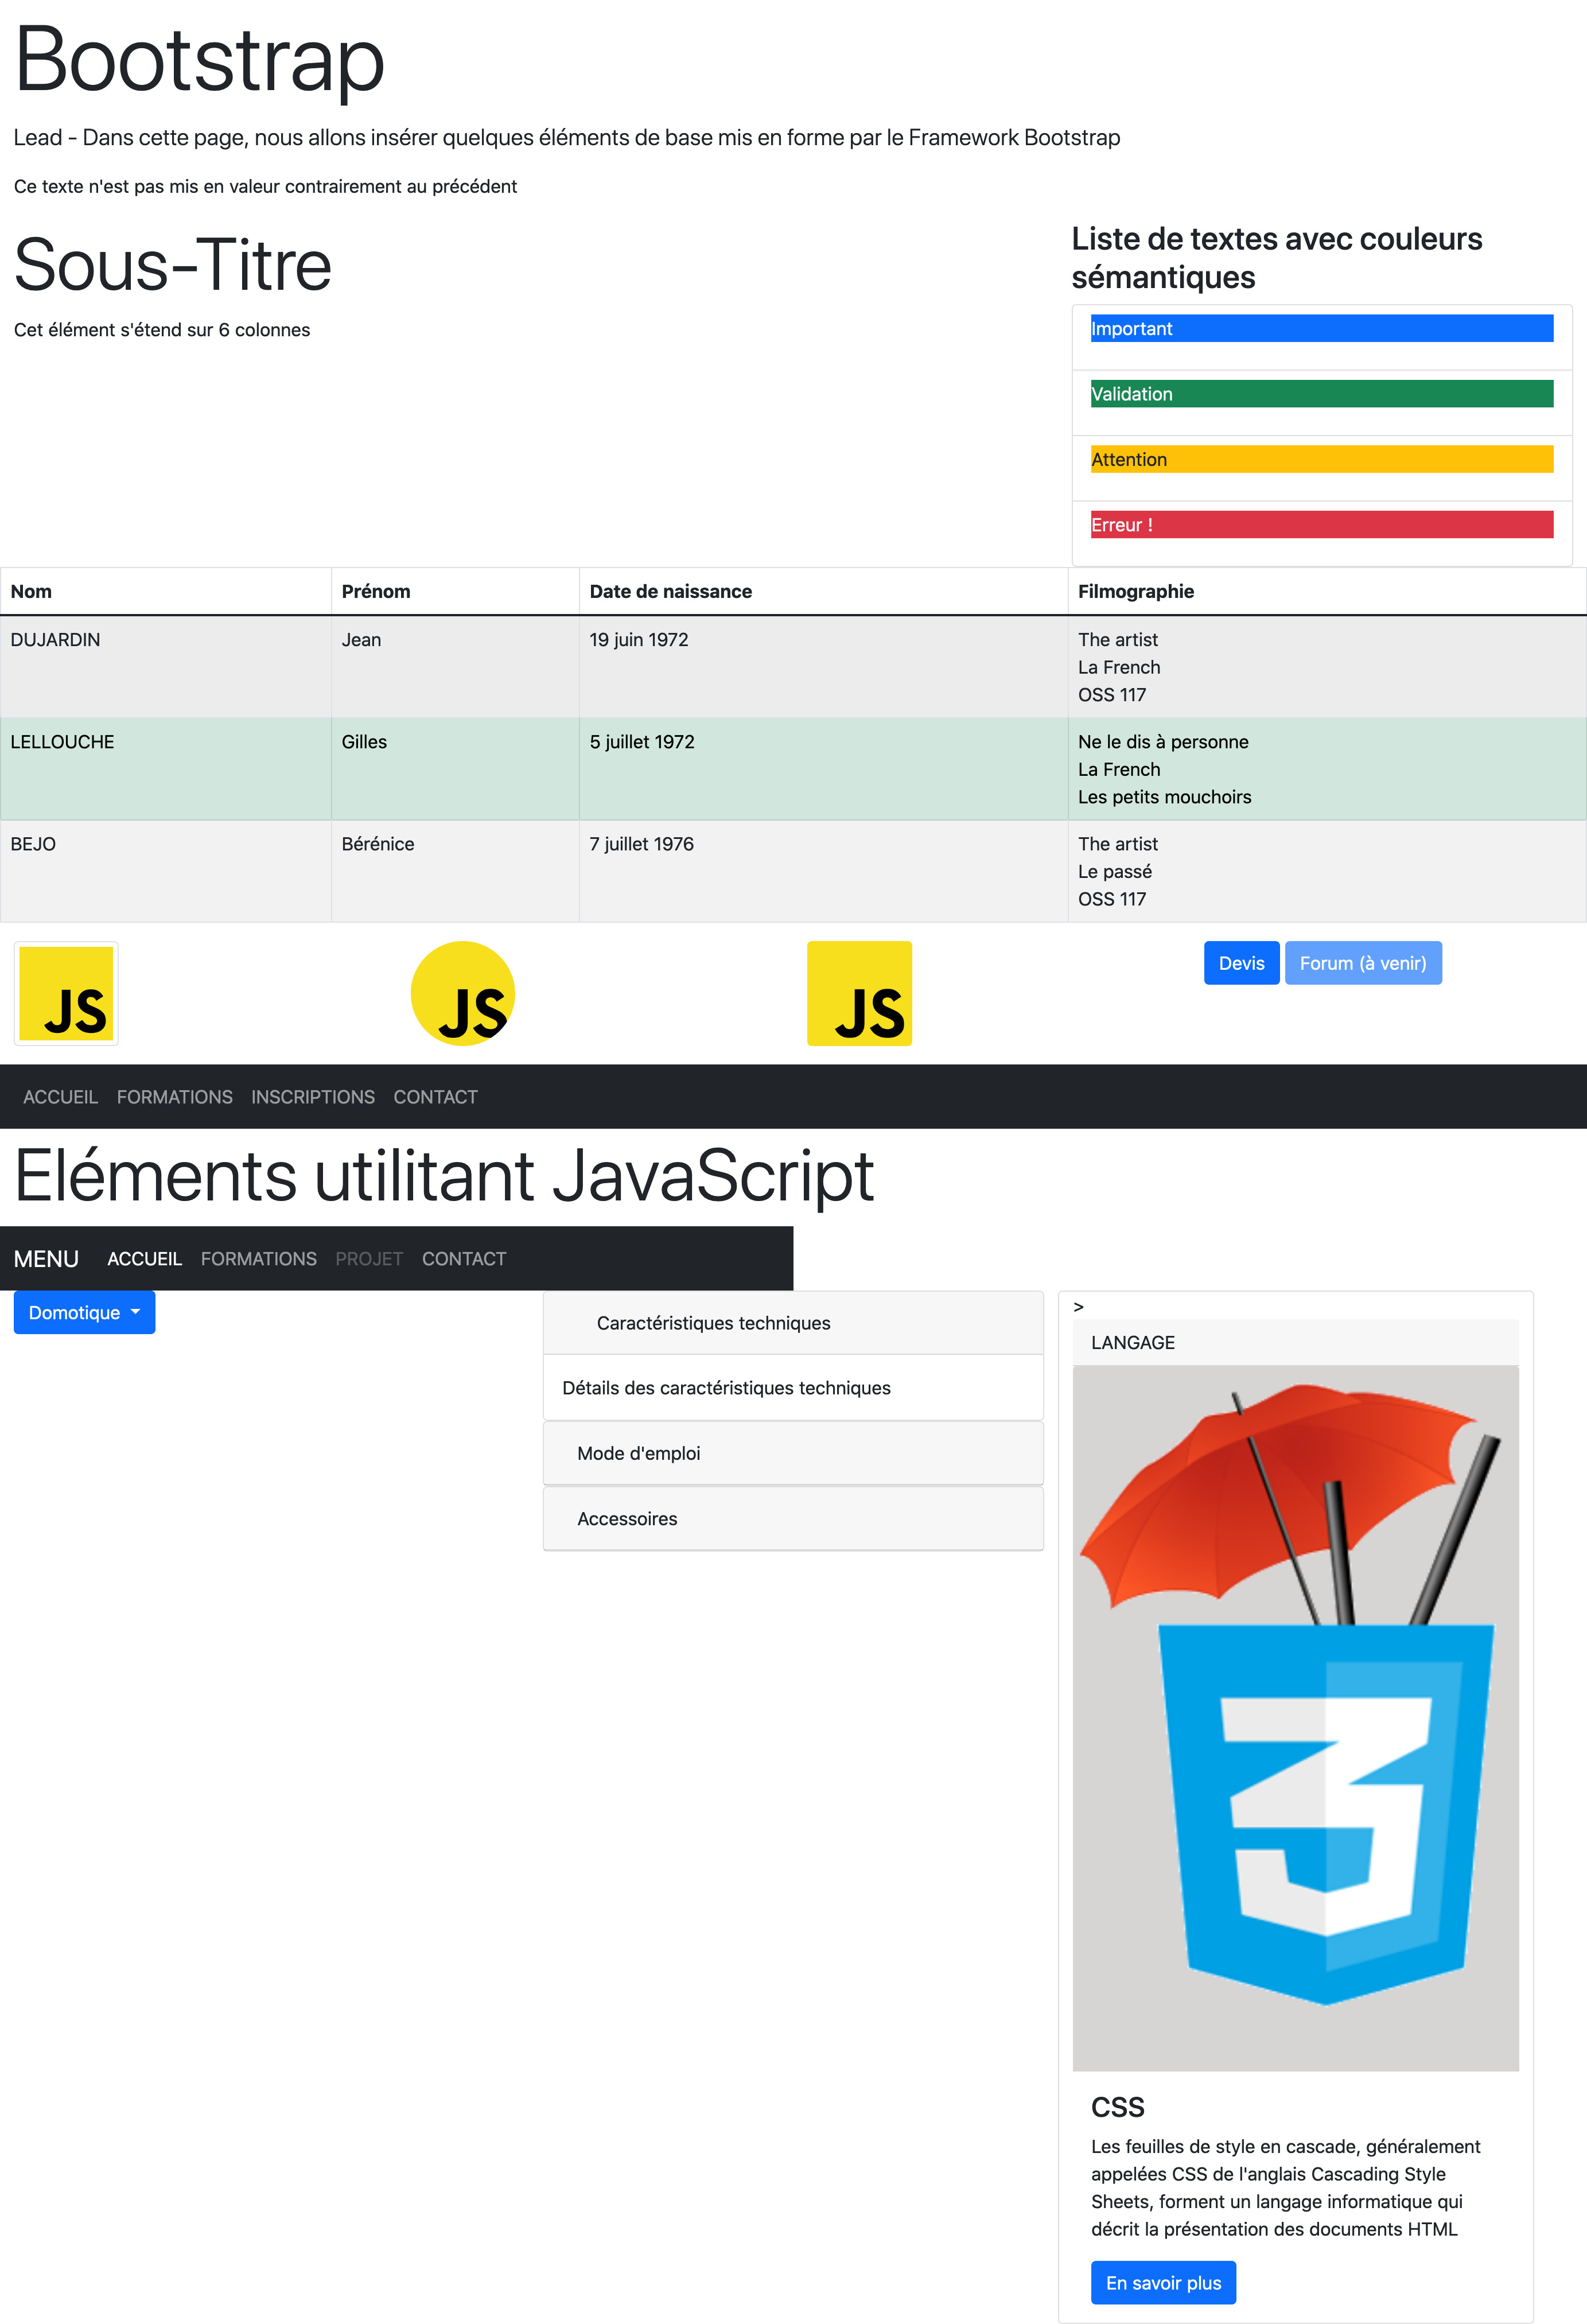 Bootstrap
Lead - Dans cette page, nous allons insérer quelques éléments de base mis en forme par le Framework Bootstrap
Ce texte n'est pas mis en valeur contrairement au précédent
Sous-Titre
Cet élément s'étend sur 6 colonnes
Liste de textes avec couleurs
sémantiques
Important
Validation
Attention
Erreur !
Nom Prénom Date de naissance Filmographie
DUJARDIN Jean 19 juin 1972 The artist
La French
OSS 117
LELLOUCHE Gilles 5 juillet 1972 Ne le dis à personne
La French
Les petits mouchoirs
BEJO Bérénice 7 juillet 1976 The artist
Le passé
OSS 117
JS JS JS Devis Forum (à venir)
ACCUEIL FORMATIONS INSCRIPTIONS CONTACT
Eléments utilitant JavaScript
MENU ACCUEIL FORMATIONS PROJET CONTACT
Domotique
Caractéristiques techniques
Détails des caractéristiques techniques
Mode d'emploi
Accessoires
>
LANGAGE
3
CSS
Les feuilles de style en cascade, généralement
appelées CSS de l'anglais Cascading Style
Sheets, forment un langage informatique qui
décrit la présentation des documents HTML
En savoir plus